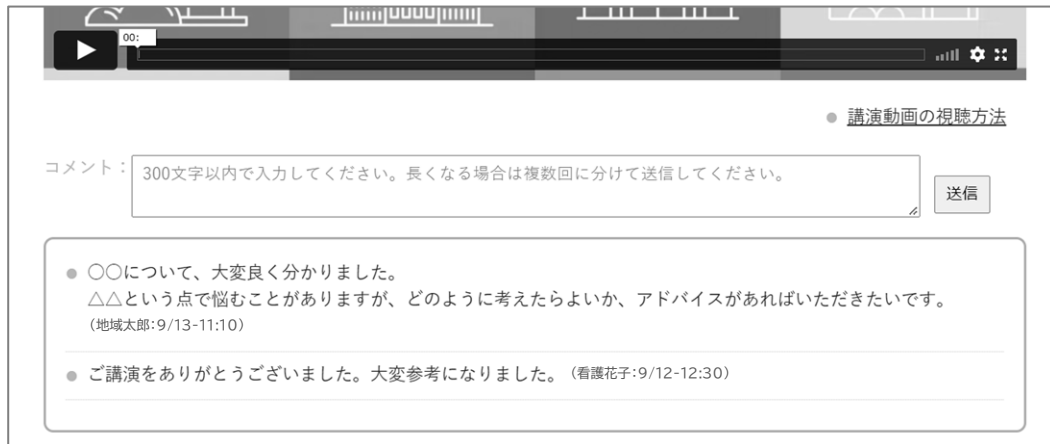 00:
講演動画の視聴方法
コメント：
300文字以内で入力してください。長くなる場合は複数回に分けて送信してください。
送信
○○について、大変良く分かりました。
△△という点で悩むことがありますが、どのように考えたらよいか、アドバイスがあればいただきたいです。
（地域太郎：9/13-11:10）
ご講演をありがとうございました。大変参考になりました。（看護花子：9/12-12:30）